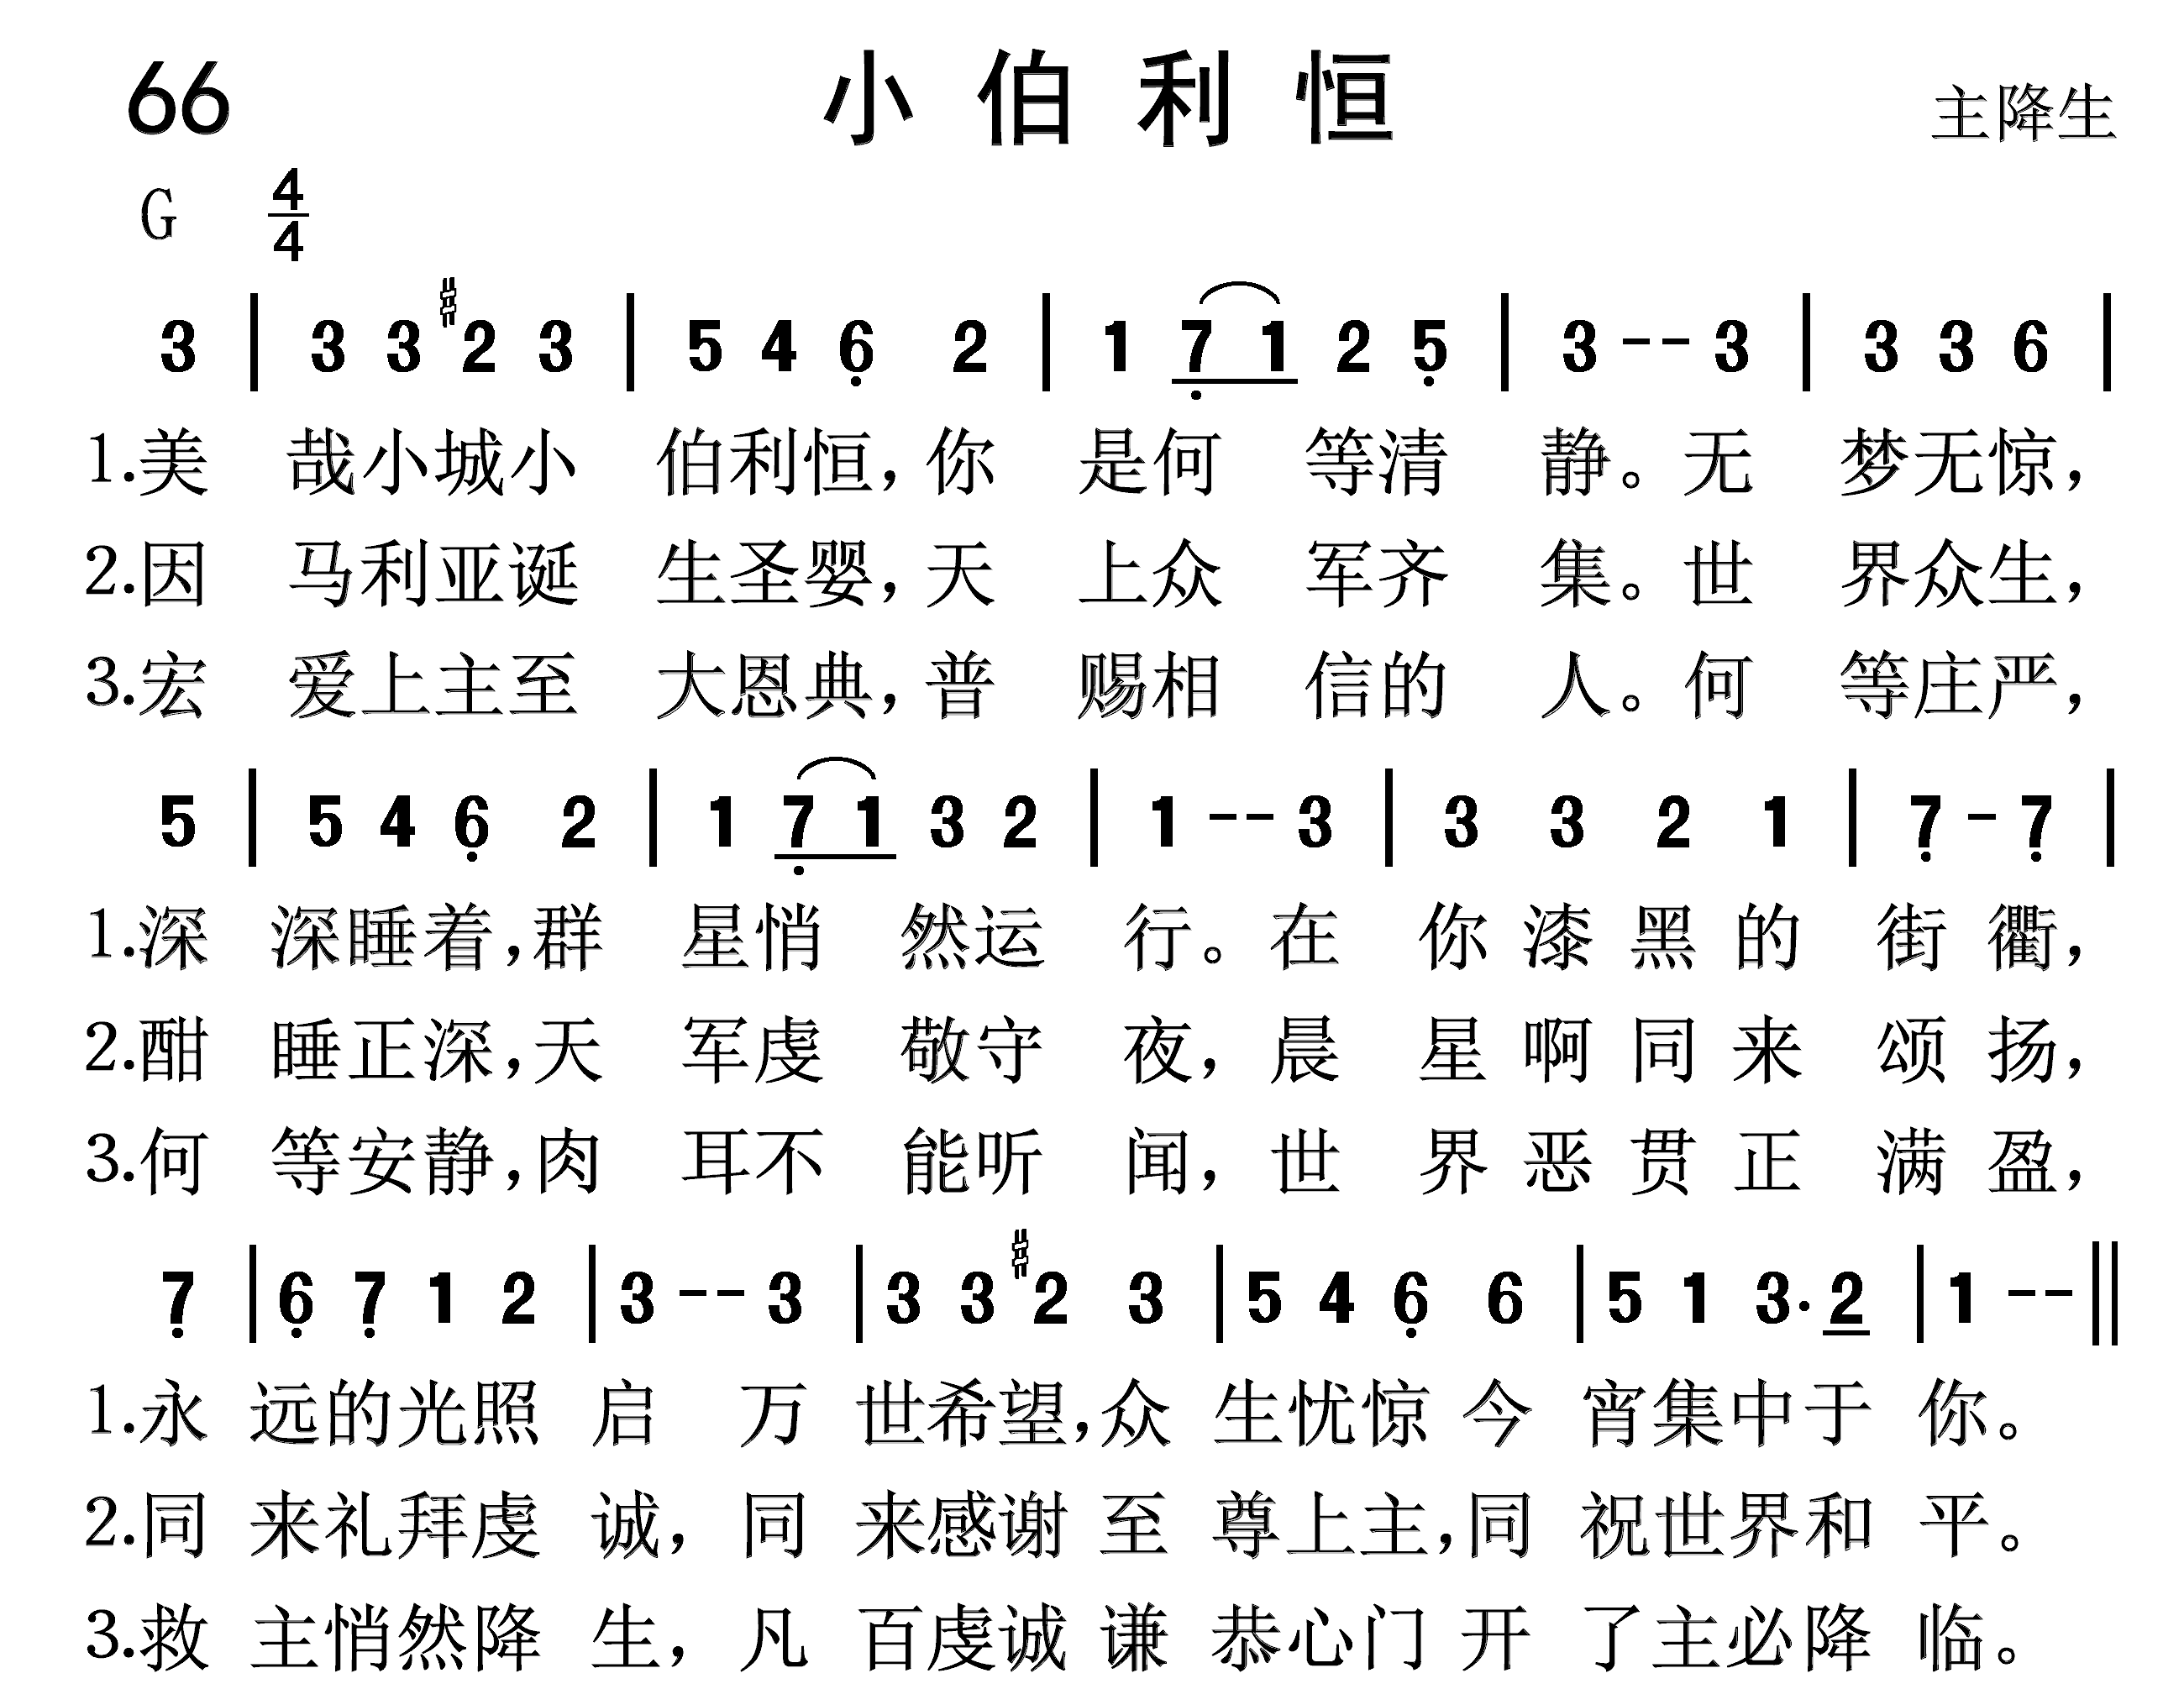 66 小伯利恒 主降生
G 4/4
3 | 3 3 #2 3 | 5 4 6̣ 2 | 1 7̣ 1 2 5̣ | 3 - - 3 | 3 3 6 |
1.美 哉小城小 伯利恒，你 是何 等清 静。无 梦无惊，
2.因 马利亚诞 生圣婴，天 上众 军齐 集。世 界众生，
3.宏 爱上主至 大恩典，普 赐相 信的 人。何 等庄严，
5 | 5 4 6̣ 2 | 1 7̣ 1 3 2 | 1 - - 3 | 3 3 2 1 | 7̣ - 7̣ |
1.深 深睡着，群 星悄 然运 行。在 你漆黑的 街衢，
2.酣 睡正深，天 军虔 敬守 夜，晨 星啊同来 颂扬，
3.何 等安静，肉 耳不 能听 闻，世 界恶贯正 满盈，
7̣ | 6̣ 7̣ 1 2 | 3 - - 3 | 3 3 #2 3 | 5 4 6̣ 6 | 5 1 3· 2 | 1 - - ||
1.永 远的光照 启 万 世希望，众 生忧惊 今 宵集中于 你。
2.同 来礼拜虔 诚，同 来感谢 至 尊上主，同 祝世界和 平。
3.救 主悄然降 生，凡 百虔诚 谦 恭心门 开 了主必降 临。